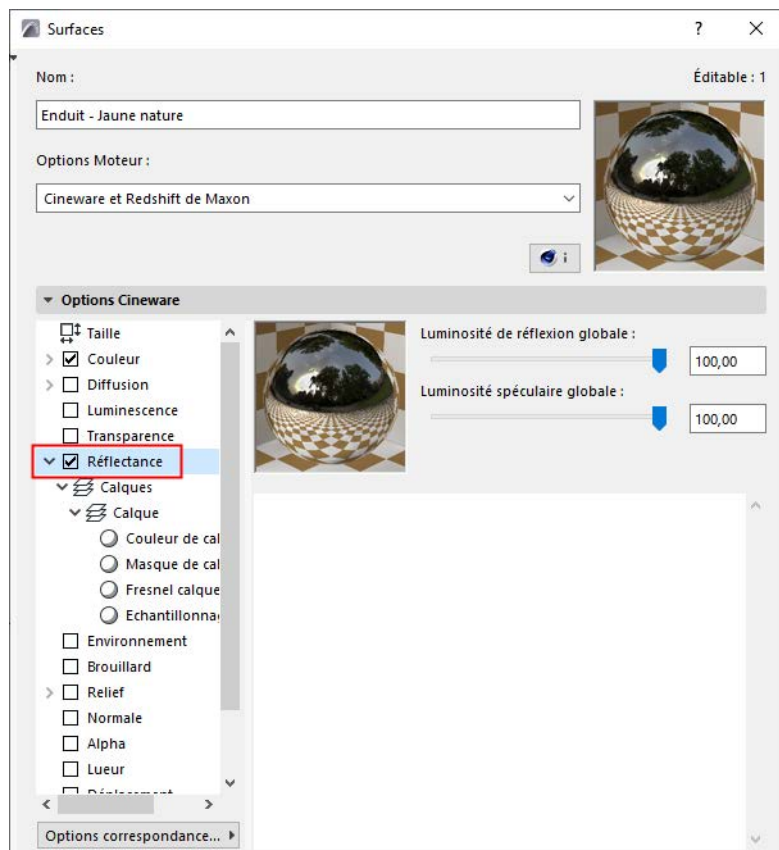 Surfaces ? ×
Nom : Éditable : 1
Enduit - Jaune nature
Options Moteur :
Cineware et Redshift de Maxon
i
Options Cineware
Taille
Couleur
Diffusion
Luminescence
Transparence
Réflectance
Calques
Calque
Couleur de cal
Masque de cal
Fresnel calque
Echantillonna
Environnement
Brouillard
Relief
Normale
Alpha
Lueur
Options correspondance...
Luminosité de réflexion globale :
100,00
Luminosité spéculaire globale :
100,00